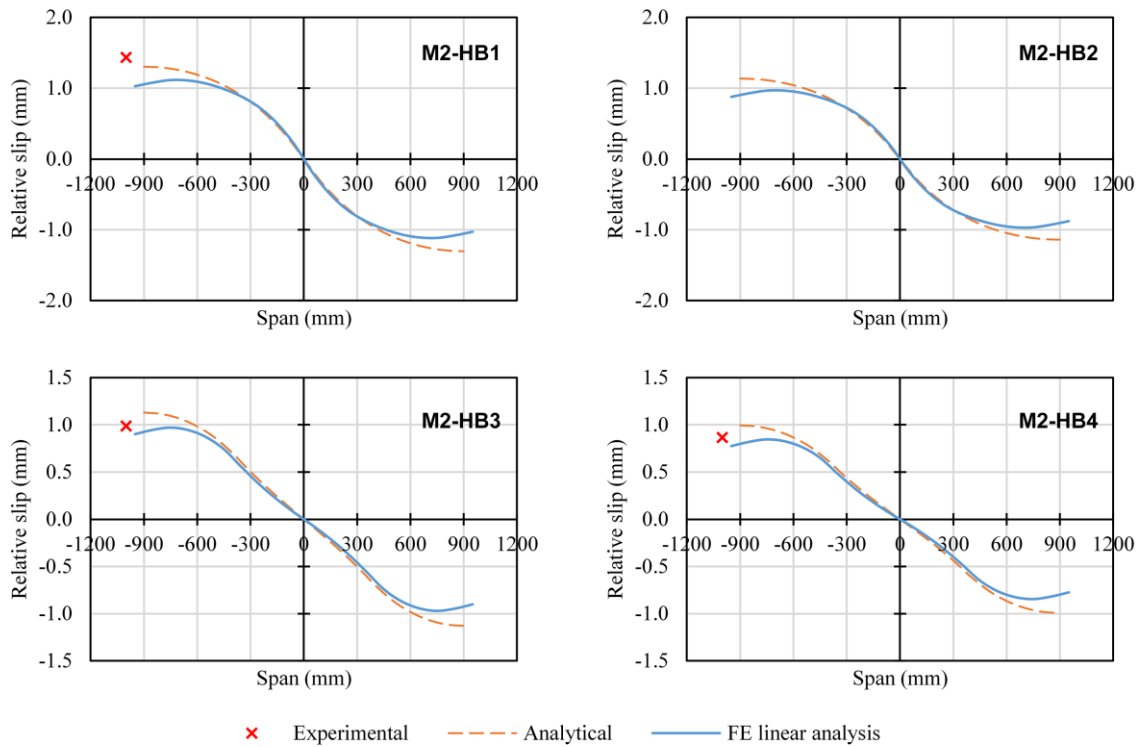 2.0
M2-HB1
1.0
0.0
-1.0
-2.0
-1200 -900 -600 -300 0 300 600 900 1200
Relative slip (mm)
Span (mm)
2.0
M2-HB2
1.0
0.0
-1.0
-2.0
-1200 -900 -600 -300 0 300 600 900 1200
Relative slip (mm)
Span (mm)
1.5
M2-HB3
1.0
0.5
0.0
-0.5
-1.0
-1.5
-1200 -900 -600 -300 0 300 600 900 1200
Relative slip (mm)
Span (mm)
1.5
M2-HB4
1.0
0.5
0.0
-0.5
-1.0
-1.5
-1200 -900 -600 -300 0 300 600 900 1200
Relative slip (mm)
Span (mm)
Experimental Analytical FE linear analysis